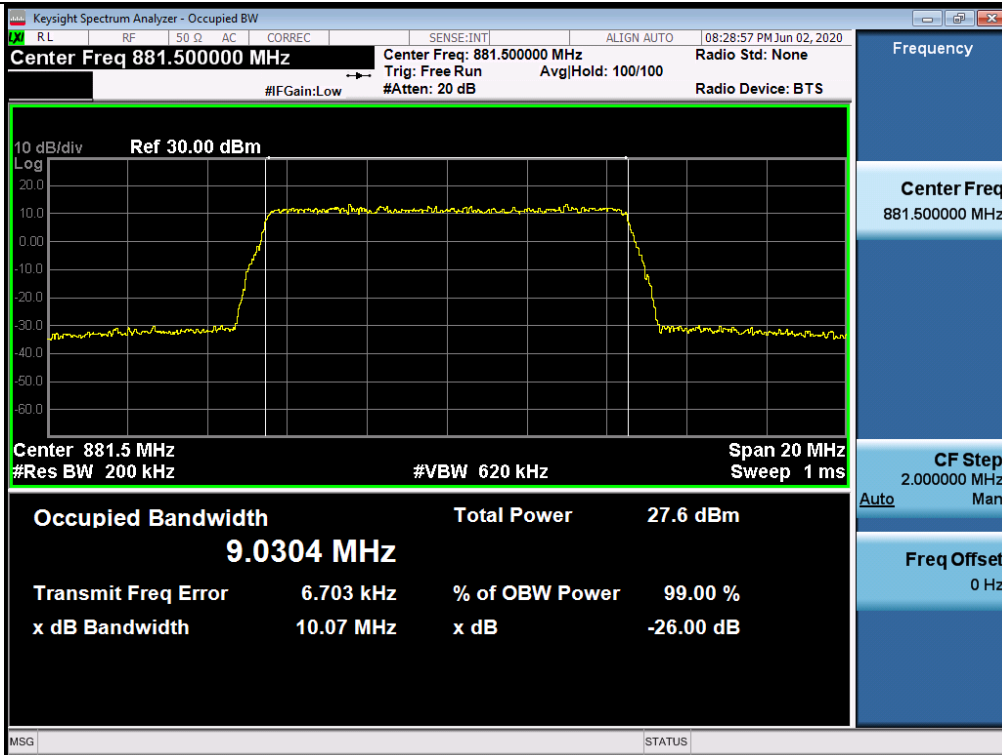 Keysight Spectrum Analyzer - Occupied BW
LXI RL RF 50 Ω AC CORREC SENSE:INT ALIGN AUTO 08:28:57 PM Jun 02, 2020
Center Freq 881.500000 MHz
Center Freq: 881.500000 MHz
Radio Std: None
Trig: Free Run Avg|Hold: 100/100
#IFGain:Low
#Atten: 20 dB
Radio Device: BTS
10 dB/div Ref 30.00 dBm
Log
20.0
10.0
0.00
-10.0
-20.0
-30.0
-40.0
-50.0
-60.0
Center 881.5 MHz Span 20 MHz
#Res BW 200 kHz #VBW 620 kHz Sweep 1 ms
Occupied Bandwidth Total Power 27.6 dBm
9.0304 MHz
Transmit Freq Error 6.703 kHz % of OBW Power 99.00 %
x dB Bandwidth 10.07 MHz x dB -26.00 dB
MSG STATUS
Frequency
Center Freq
881.500000 MHz
CF Step
2.000000 MHz
Auto Man
Freq Offset
0 Hz